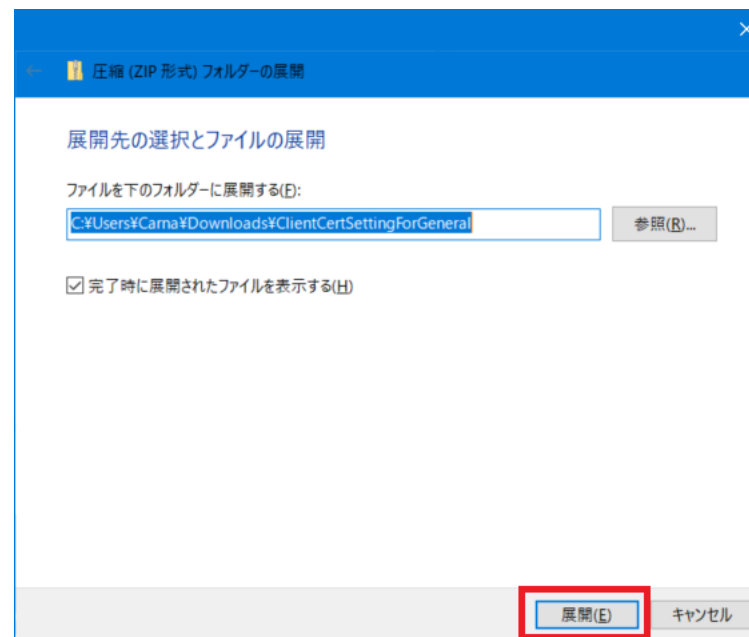 圧縮 (ZIP 形式) フォルダーの展開
展開先の選択とファイルの展開
ファイルを下のフォルダーに展開する(F):
C:¥Users¥Carna¥Downloads¥ClientCertSettingForGeneral
参照(R)...
完了時に展開されたファイルを表示する(H)
展開(E)
キャンセル